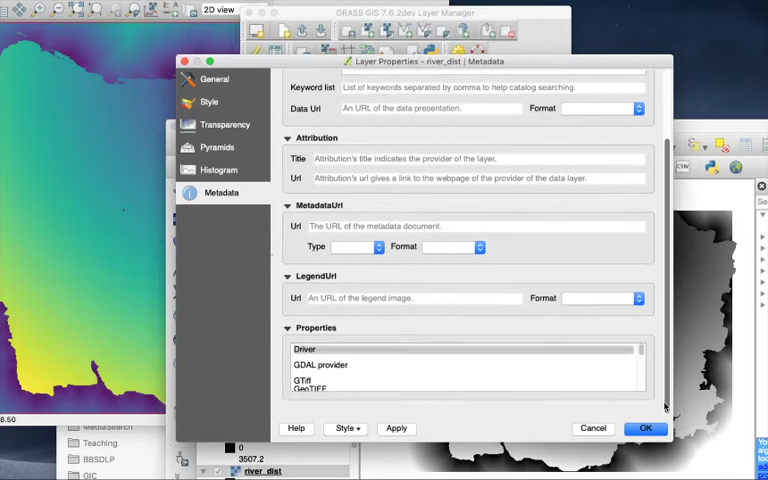 2D view
GRASS GIS 7.6.2dev Layer Manager
Layer Properties - river_dist | Metadata
General
Style
Transparency
Pyramids
Histogram
Metadata
Keyword list
List of keywords separated by comma to help catalog searching.
Data Url
An URL of the data presentation.
Format
Attribution
Title
Attribution's title indicates the provider of the layer.
Url
Attribution's url gives a link to the webpage of the provider of the data layer.
MetadataUrl
Url
The URL of the metadata document.
Type
Format
LegendUrl
Url
An URL of the legend image.
Format
Properties
Driver
GDAL provider
GTiff
GeoTIFF
Help
Style
Apply
Cancel
OK
8.50
MediaSearch
Teaching
BBSDLP
GIC
0
3507.2
river_dist
CSW
Se